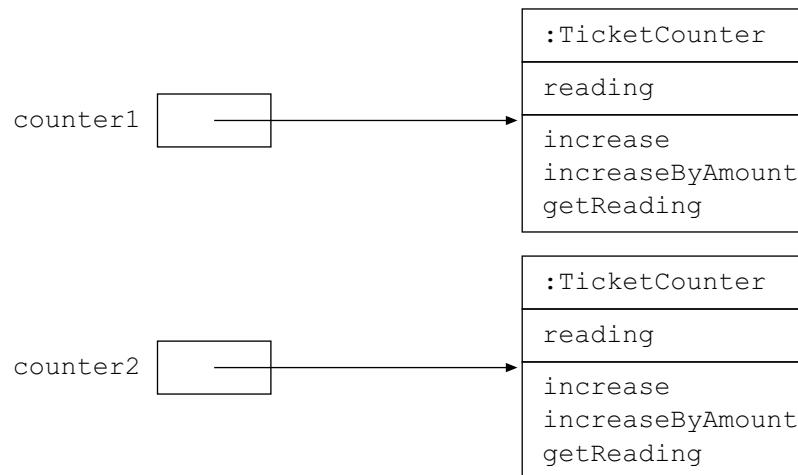 :TicketCounter
reading
counter1
increase
increaseByAmount
getReading
:TicketCounter
reading
counter2
increase
increaseByAmount
getReading